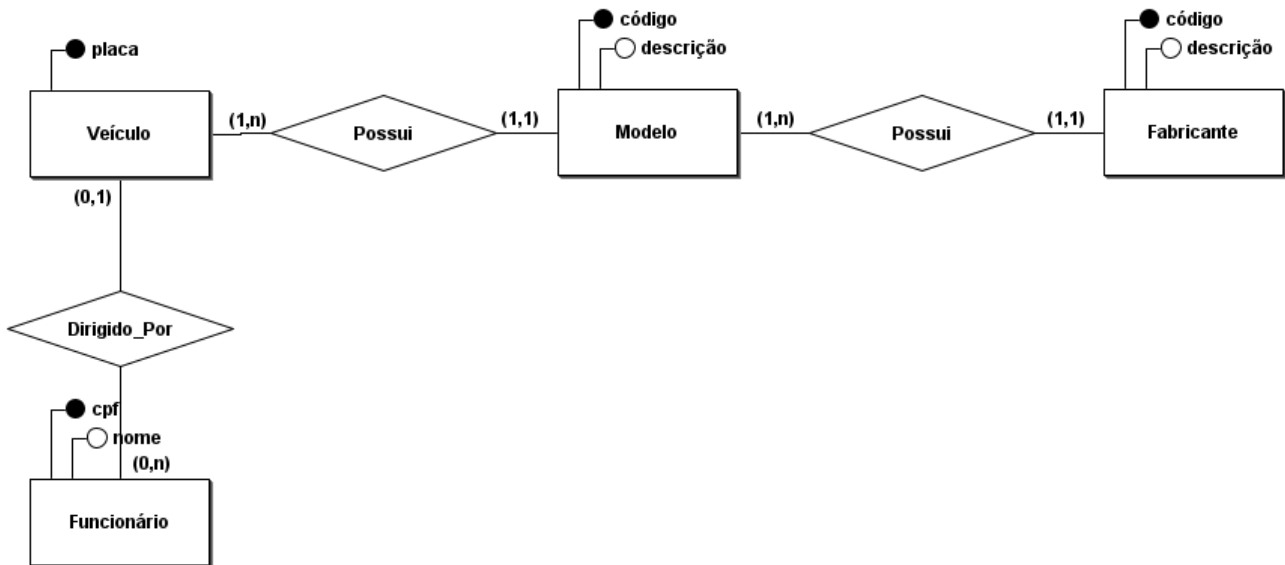 código
código
placa
descrição
descrição
Veículo
(1,n)
Possui
(1,1)
Modelo
(1,n)
Possui
(1,1)
Fabricante
(0,1)
Dirigido_Por
cpf
nome
(0,n)
Funcionário